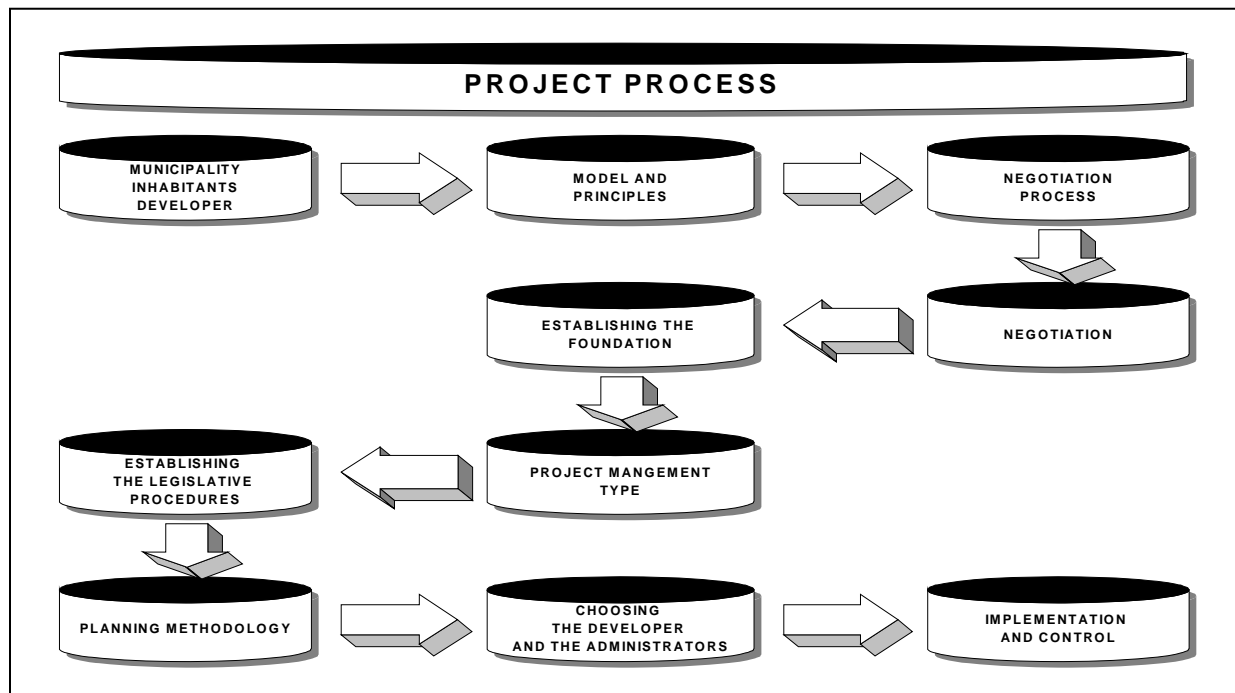 PROJECT PROCESS
MUNICIPALITY
INHABITANTS
DEVELOPER
MODEL AND
PRINCIPLES
NEGOTIATION
PROCESS
NEGOTIATION
ESTABLISHING THE
FOUNDATION
PROJECT MANGEMENT
TYPE
ESTABLISHING
THE LEGISLATIVE
PROCEDURES
PLANNING METHODOLOGY
CHOOSING
THE DEVELOPER
AND THE ADMINISTRATORS
IMPLEMENTATION
AND CONTROL